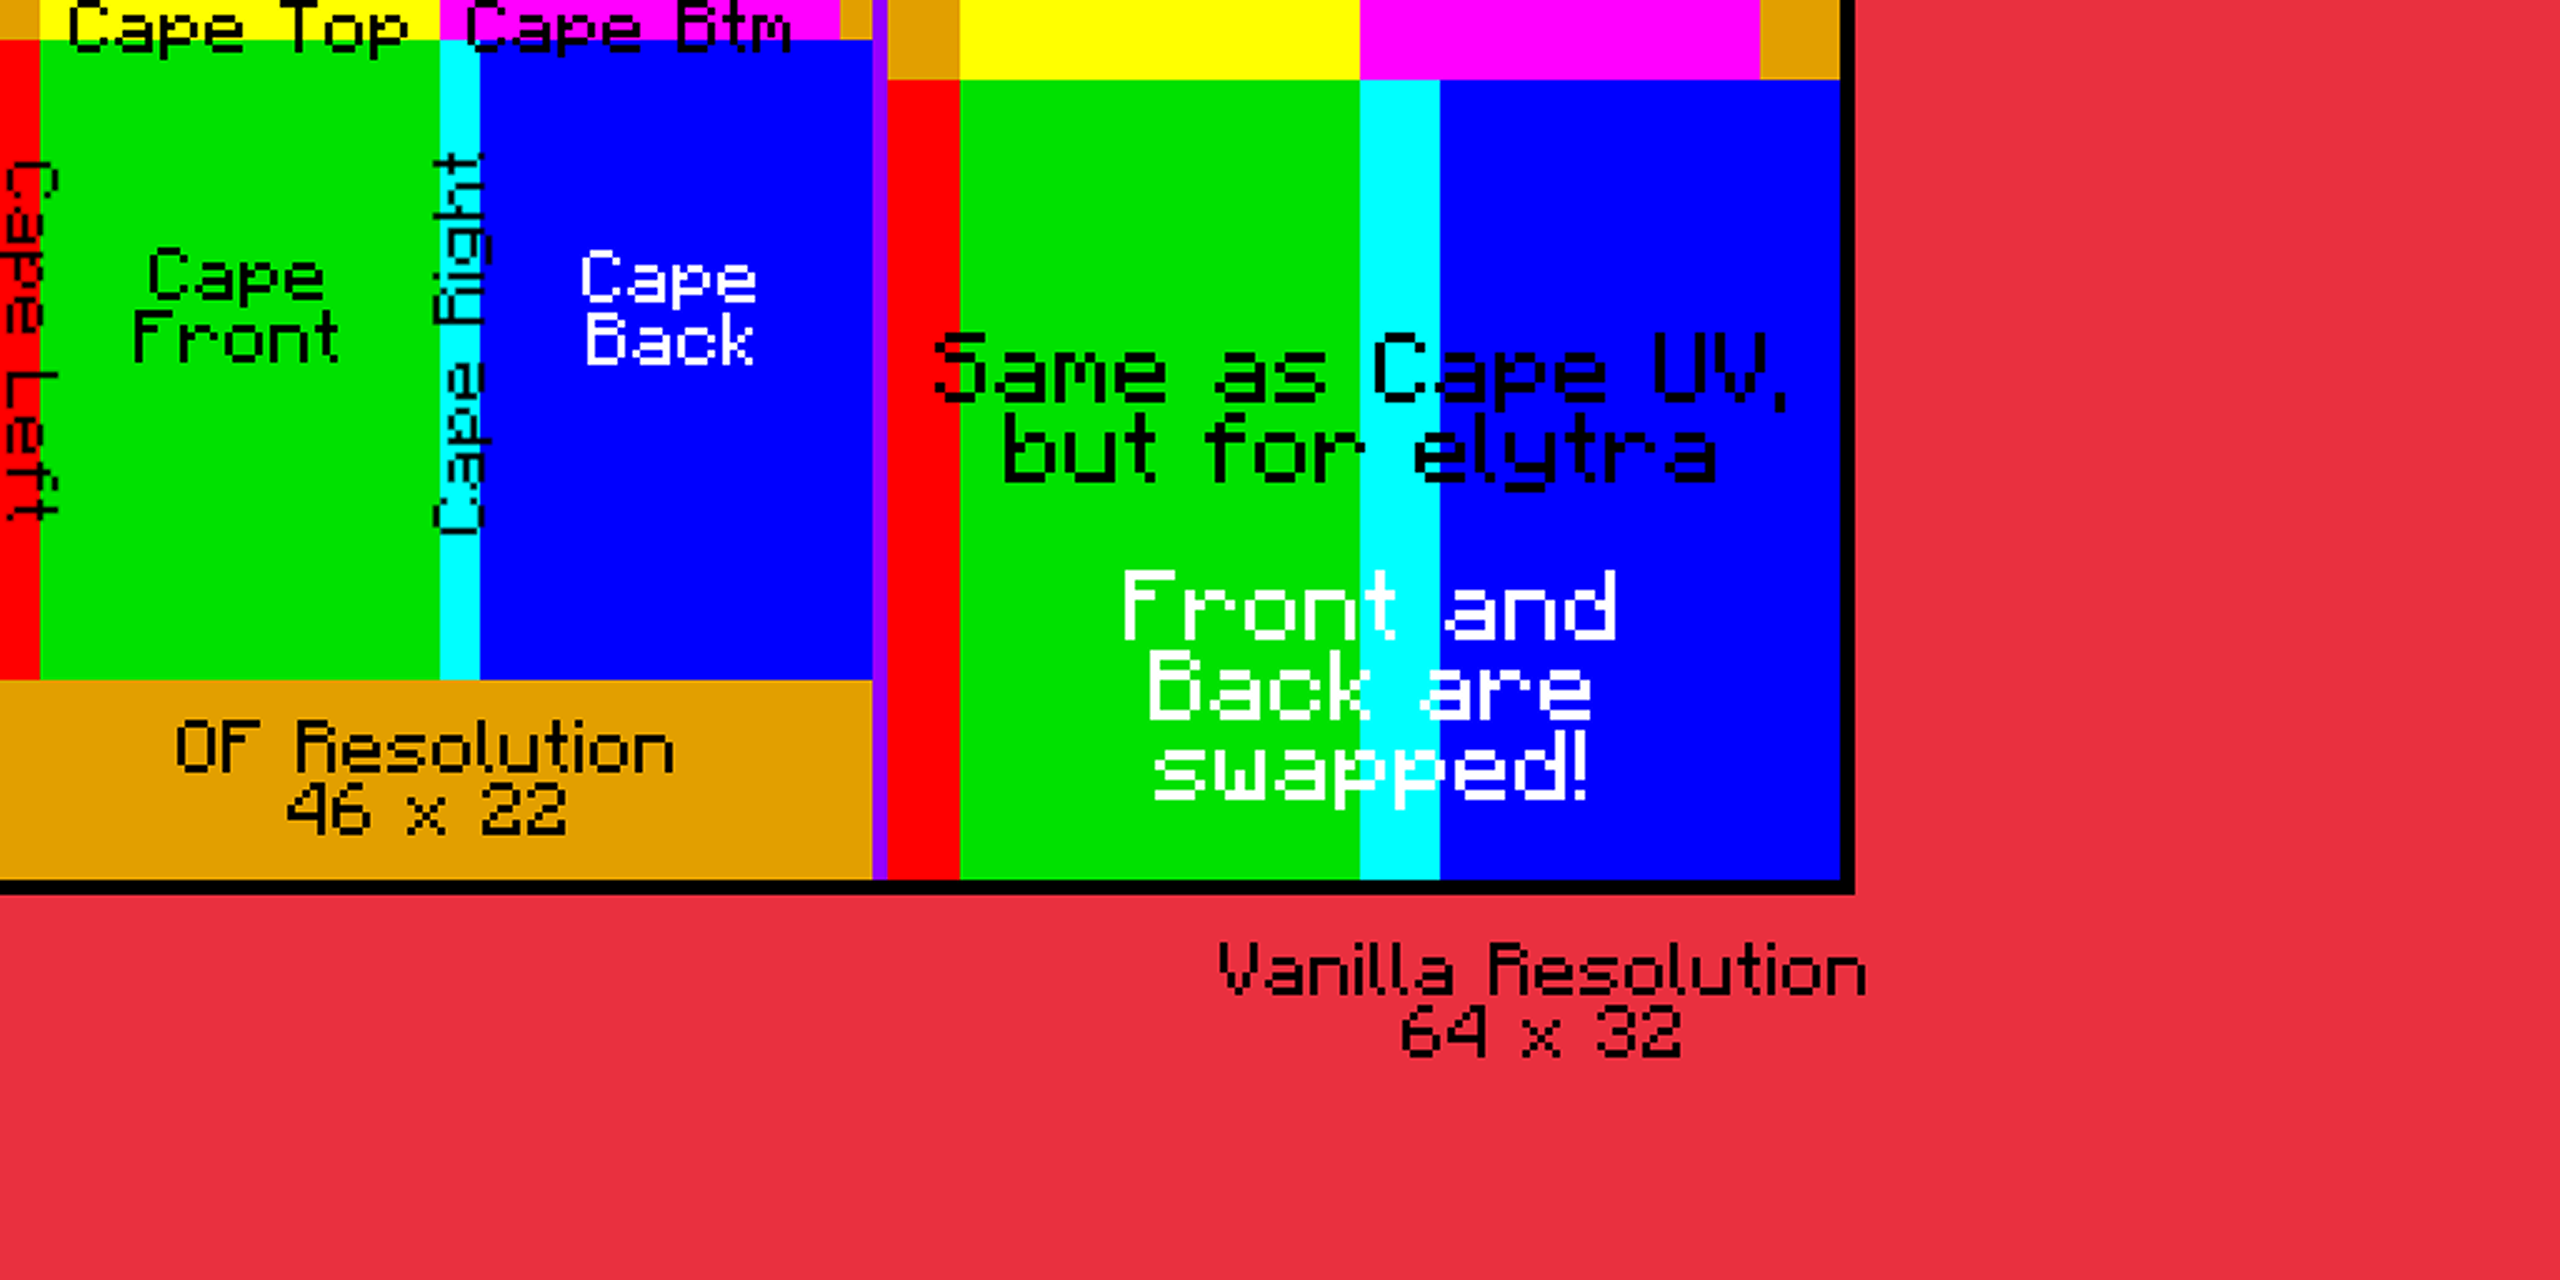 Cape Top
Cape Btm
Cape Left
Cape
Front
Cape Right
Cape
Back
Same as Cape UV,
but for elytra
Front and
Back are
swapped!
OF Resolution
46 x 22
Vanilla Resolution
64 x 32